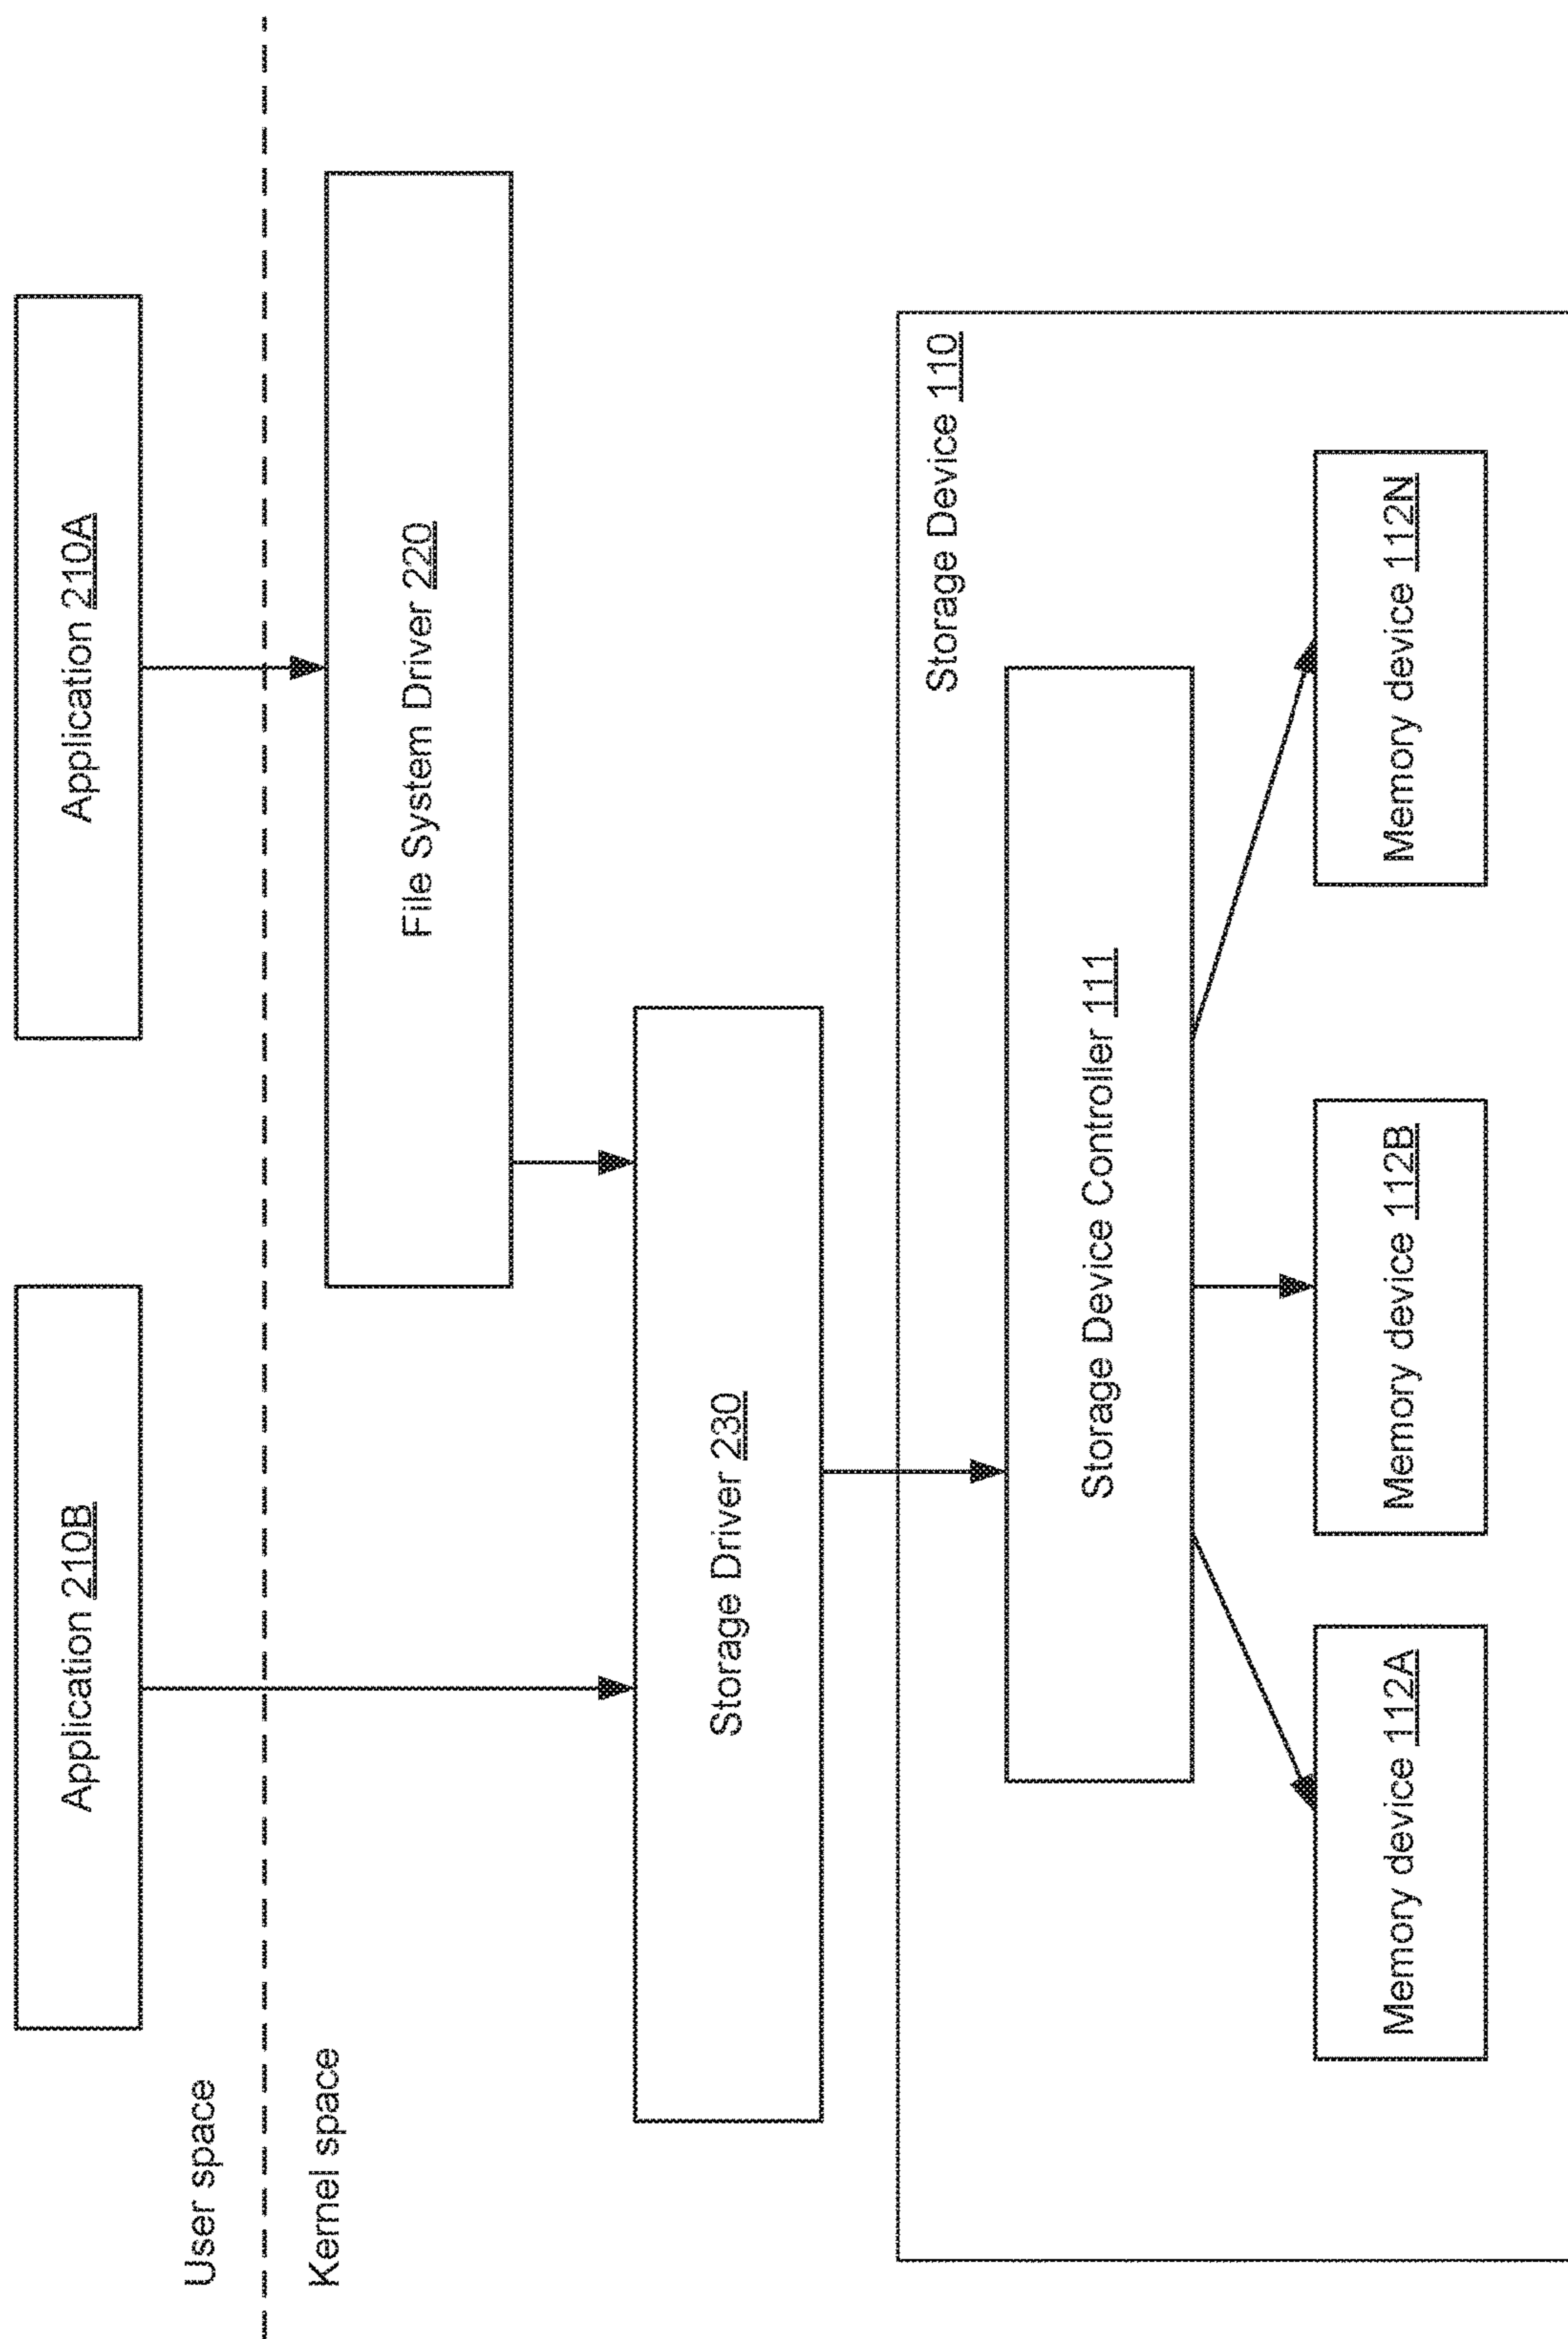 Application 210B
Application 210A
User space
Kernel space
File System Driver 220
Storage Driver 230
Storage Device 110
Storage Device Controller 111
Memory device 112A
Memory device 112B
Memory device 112N